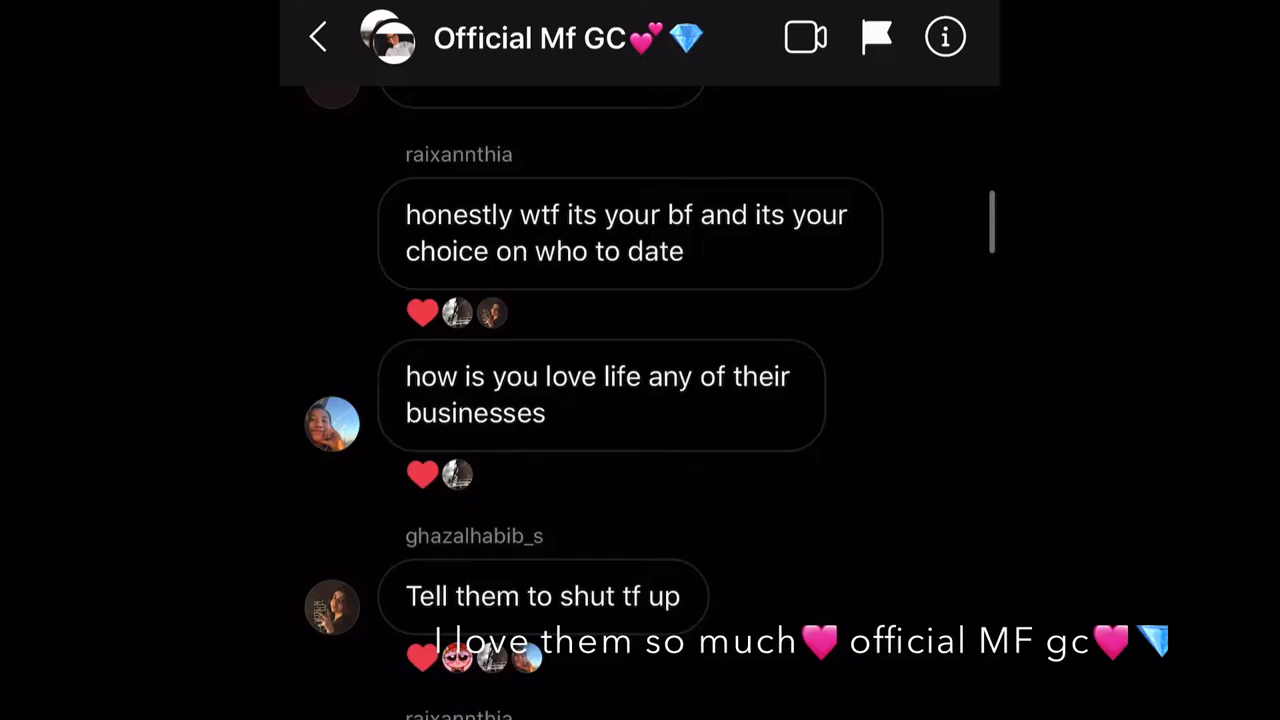 Official Mf GC💕💎
raixannthia
honestly wtf its your bf and its your
choice on who to date
how is you love life any of their
businesses
ghazalhabib_s
Tell them to shut tf up
I love them so much💗 official MF gc💗💎
raixannthia